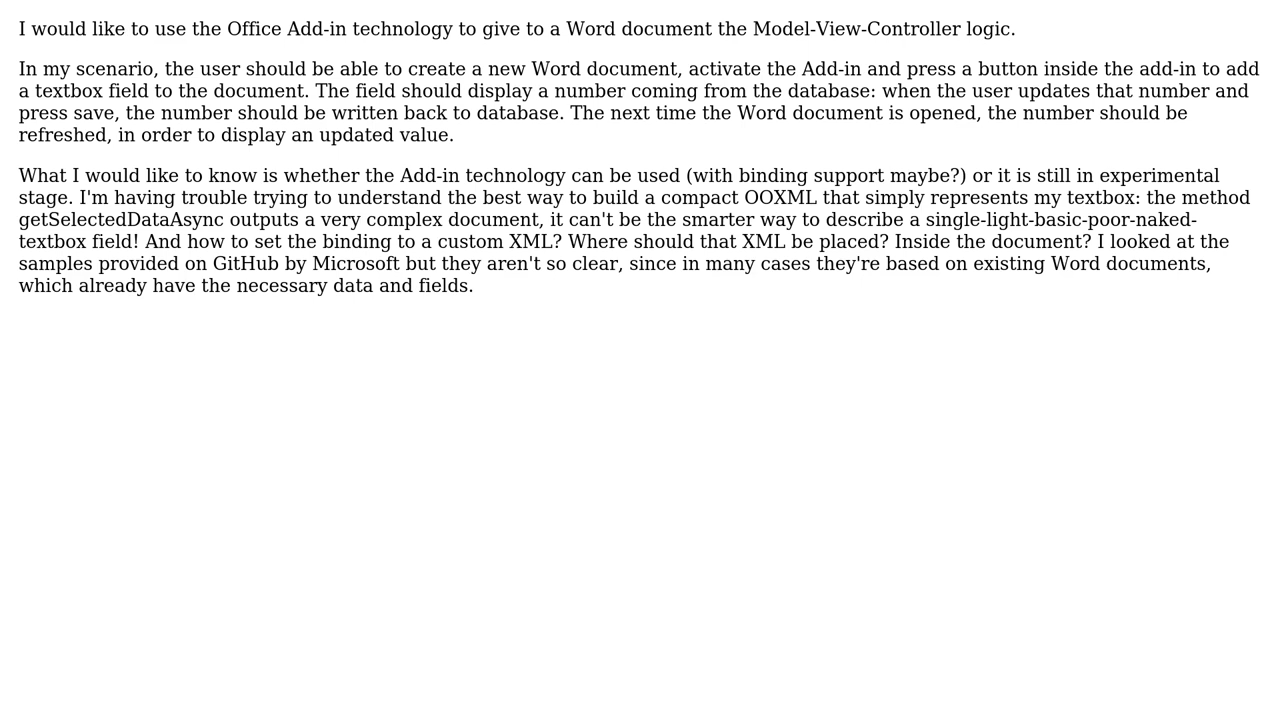 I would like to use the Office Add-in technology to give to a Word document the Model-View-Controller logic.
In my scenario, the user should be able to create a new Word document, activate the Add-in and press a button inside the add-in to add
a textbox field to the document. The field should display a number coming from the database: when the user updates that number and
press save, the number should be written back to database. The next time the Word document is opened, the number should be
refreshed, in order to display an updated value.
What I would like to know is whether the Add-in technology can be used (with binding support maybe?) or it is still in experimental
stage. I'm having trouble trying to understand the best way to build a compact OOXML that simply represents my textbox: the method
getSelectedDataAsync outputs a very complex document, it can't be the smarter way to describe a single-light-basic-poor-naked-
textbox field! And how to set the binding to a custom XML? Where should that XML be placed? Inside the document? I looked at the
samples provided on GitHub by Microsoft but they aren't so clear, since in many cases they're based on existing Word documents,
which already have the necessary data and fields.